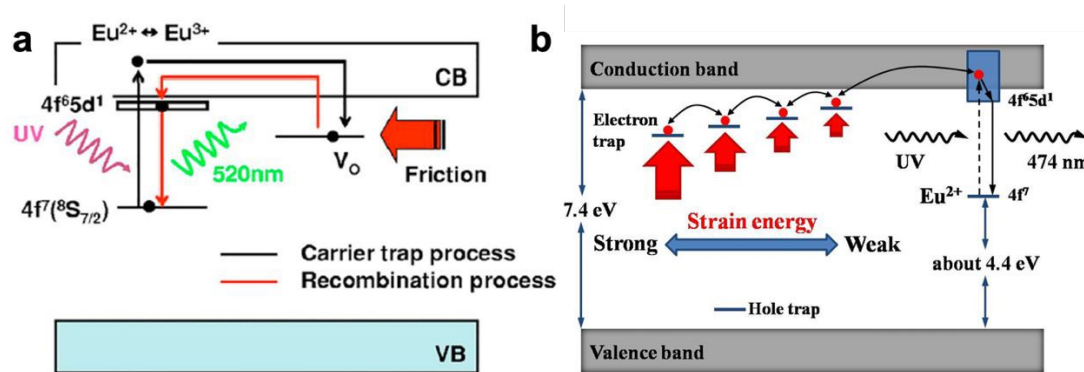 a
Eu²⁺ ↔ Eu³⁺
CB
4f⁶5d¹
UV
520nm
V₀
Friction
4f⁷(⁸S₇/₂)
Carrier trap process
Recombination process
VB
b
Conduction band
4f⁶5d¹
Electron
trap
UV
474 nm
Eu²⁺
4f⁷
7.4 eV
Strain energy
Strong
Weak
about 4.4 eV
Hole trap
Valence band